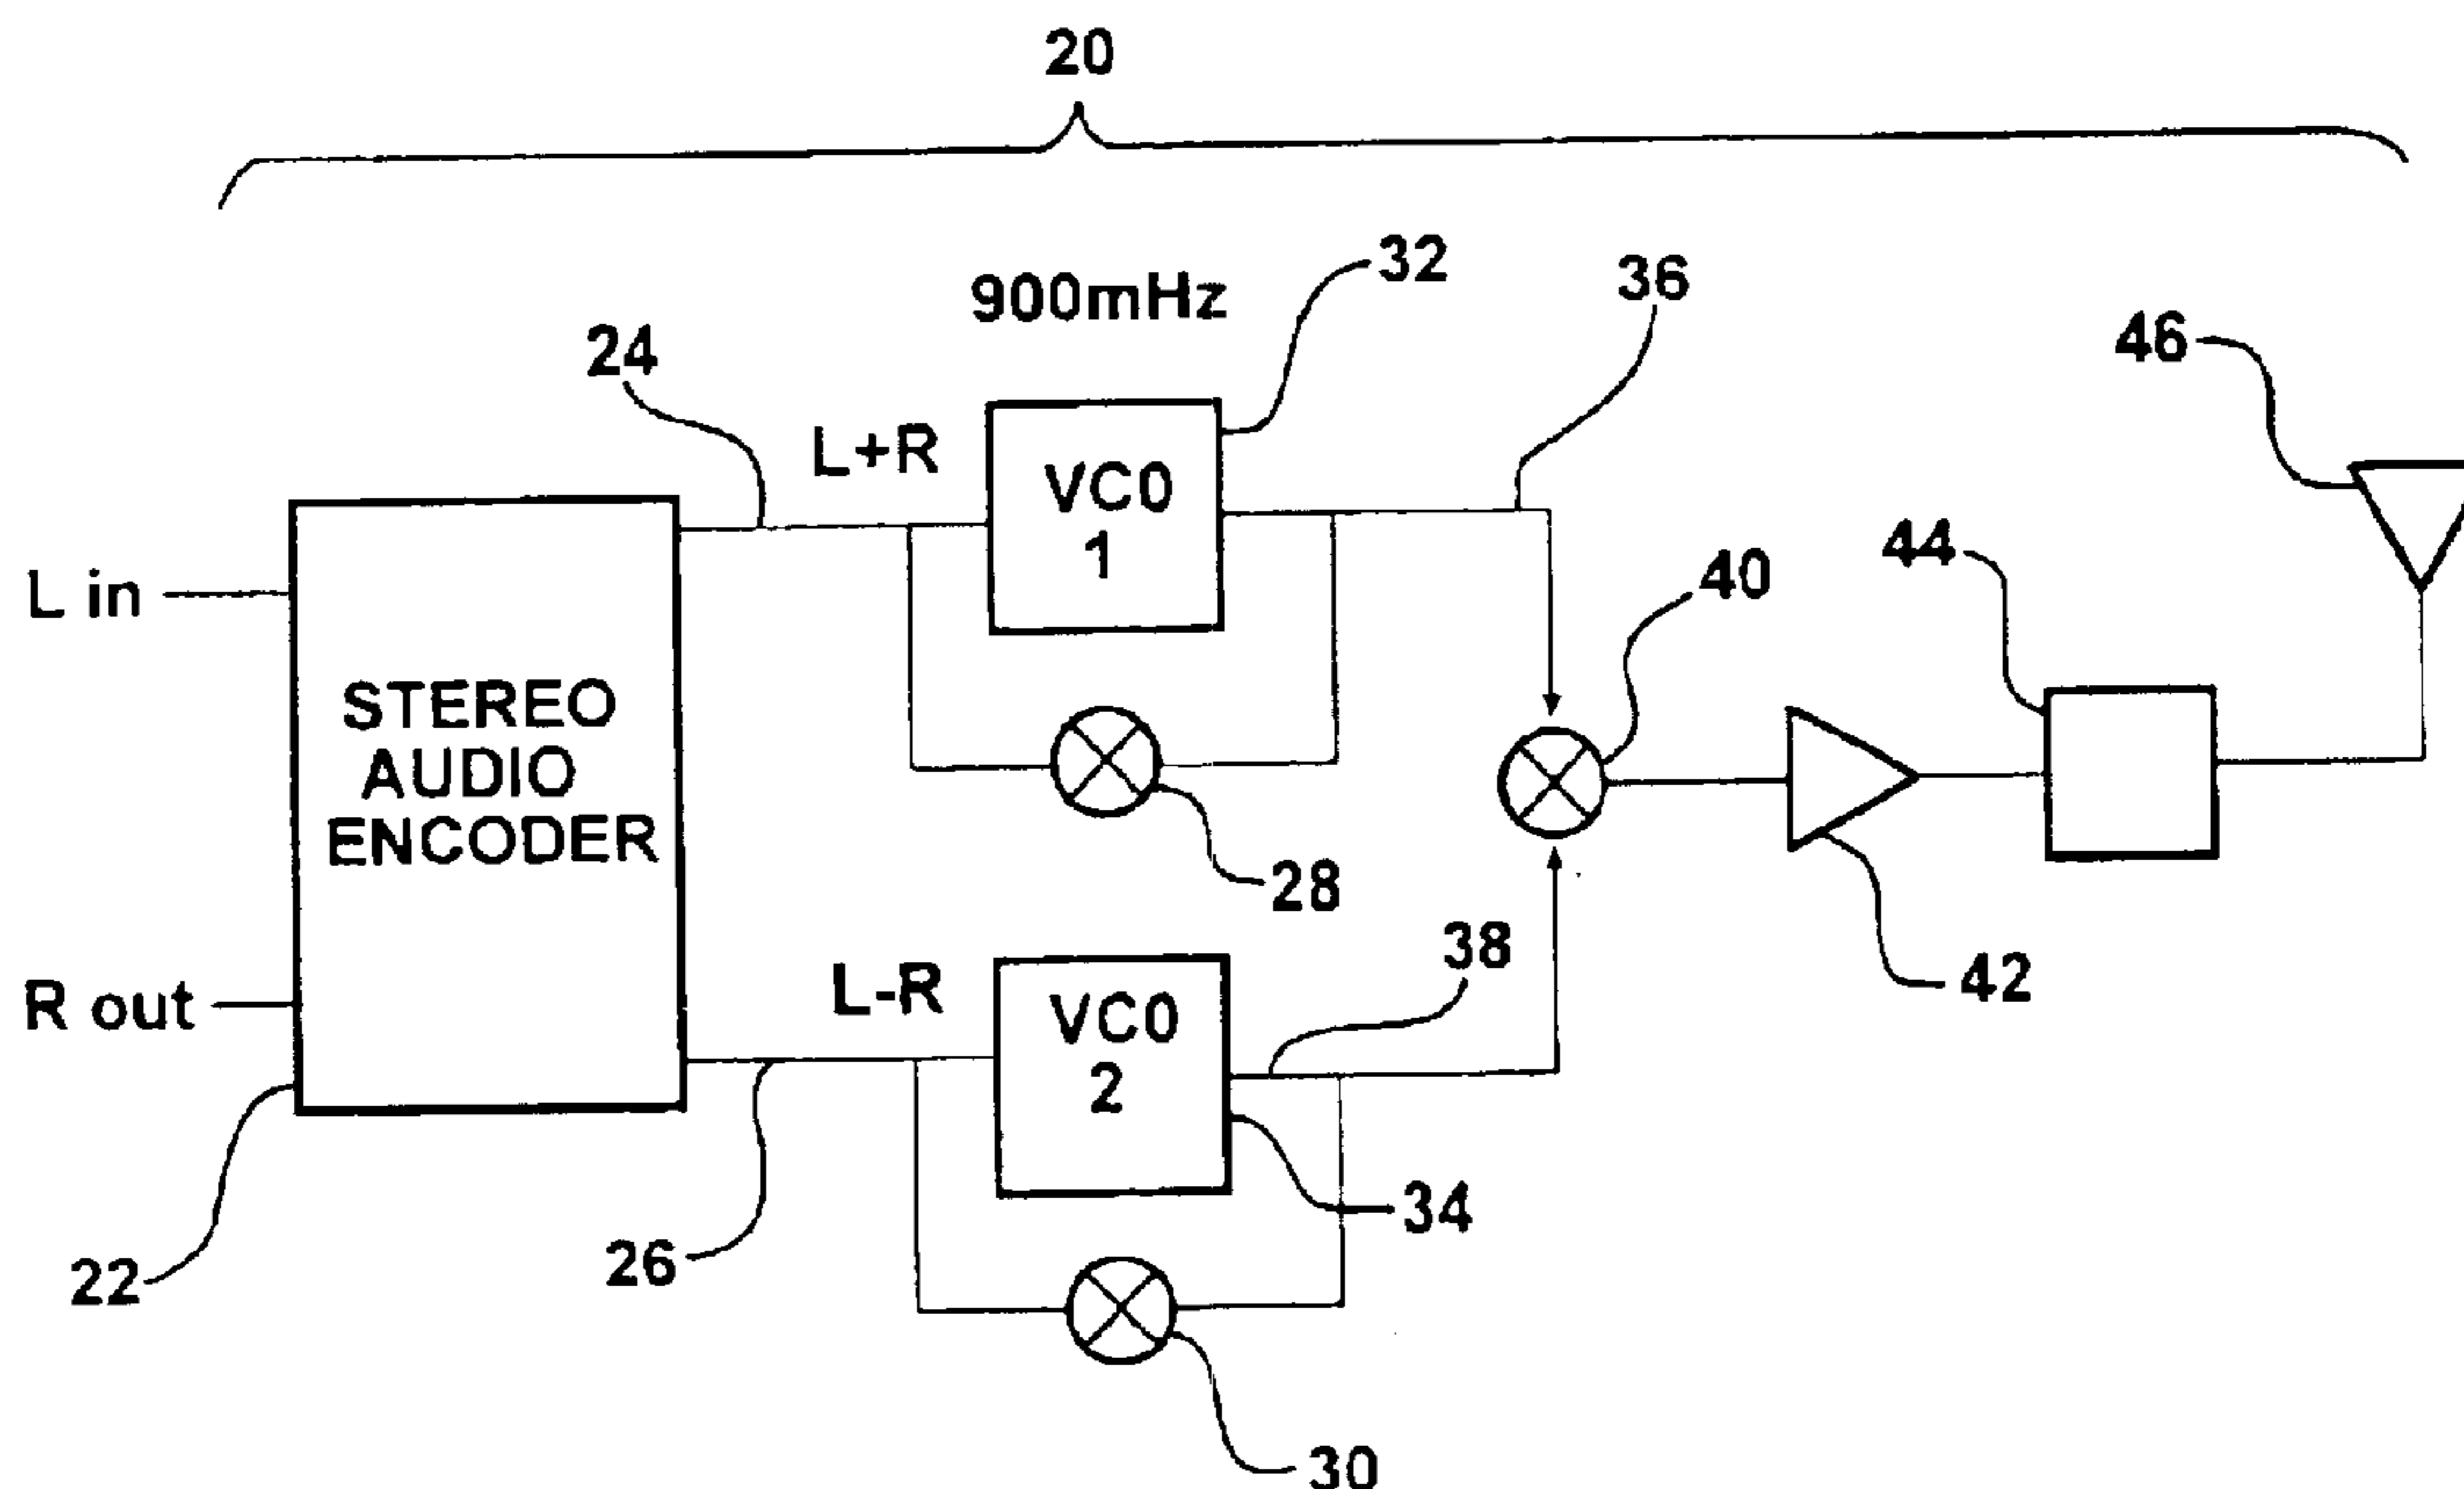 20
900mHz
32
36
24
46
L+R
VC0
1
44
40
L in
STEREO
AUDIO
ENCODER
28
38
42
L-R
R out
VC0
2
34
22
26
30